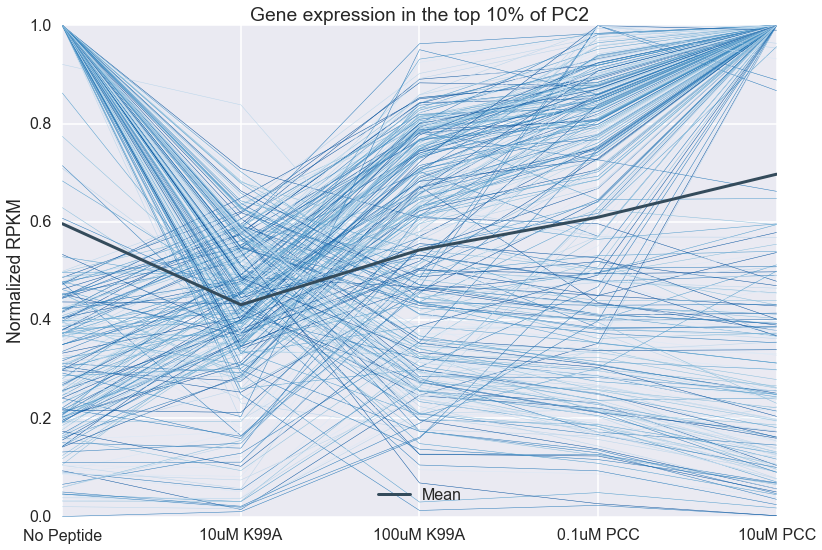 Gene expression in the top 10% of PC2
Normalized RPKM
1.0
0.8
0.6
0.4
0.2
0.0
Mean
No Peptide 10uM K99A 100uM K99A 0.1uM PCC 10uM PCC